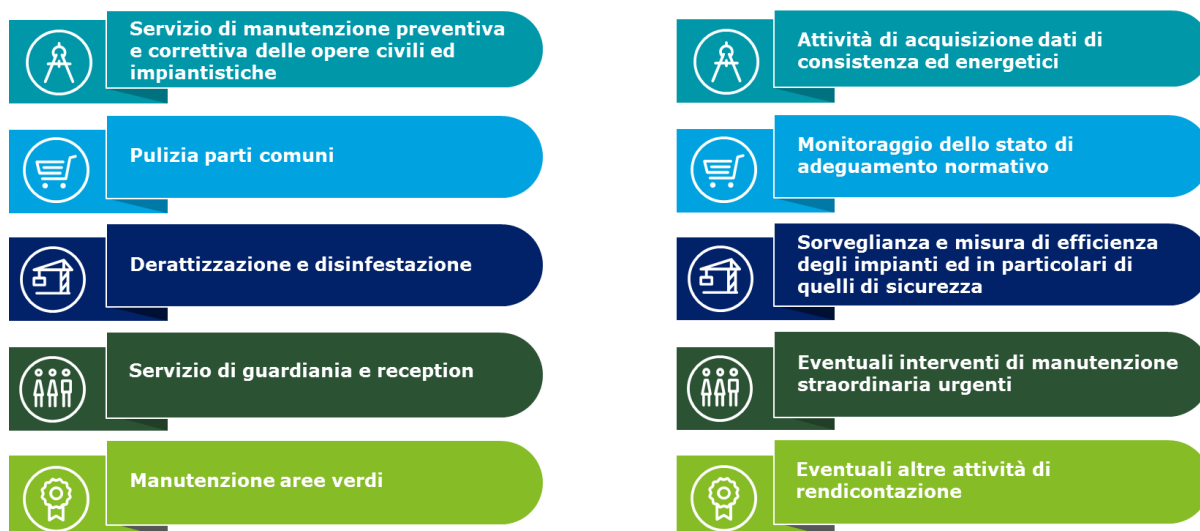 Servizio di manutenzione preventiva
e correttiva delle opere civili ed
impiantistiche
Pulizia parti comuni
Derattizzazione e disinfestazione
Servizio di guardiania e reception
Manutenzione aree verdi
Attività di acquisizione dati di
consistenza ed energetici
Monitoraggio dello stato di
adeguamento normativo
Sorveglianza e misura di efficienza
degli impianti ed in particolari di
quelli di sicurezza
Eventuali interventi di manutenzione
straordinaria urgenti
Eventuali altre attività di
rendicontazione